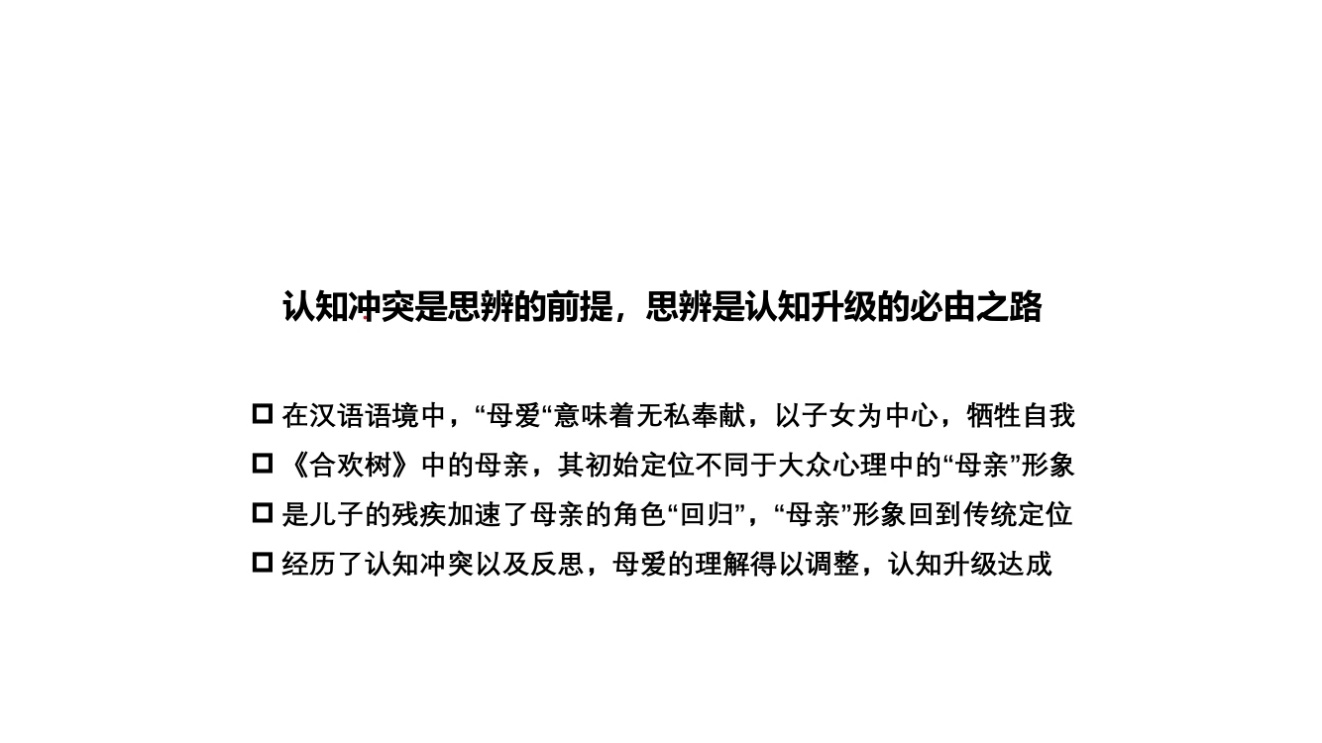 认知冲突是思辨的前提，思辨是认知升级的必由之路
在汉语语境中，“母爱“意味着无私奉献，以子女为中心，牺牲自我
《合欢树》中的母亲，其初始定位不同于大众心理中的“母亲”形象
是儿子的残疾加速了母亲的角色“回归”，“母亲”形象回到传统定位
经历了认知冲突以及反思，母爱的理解得以调整，认知升级达成